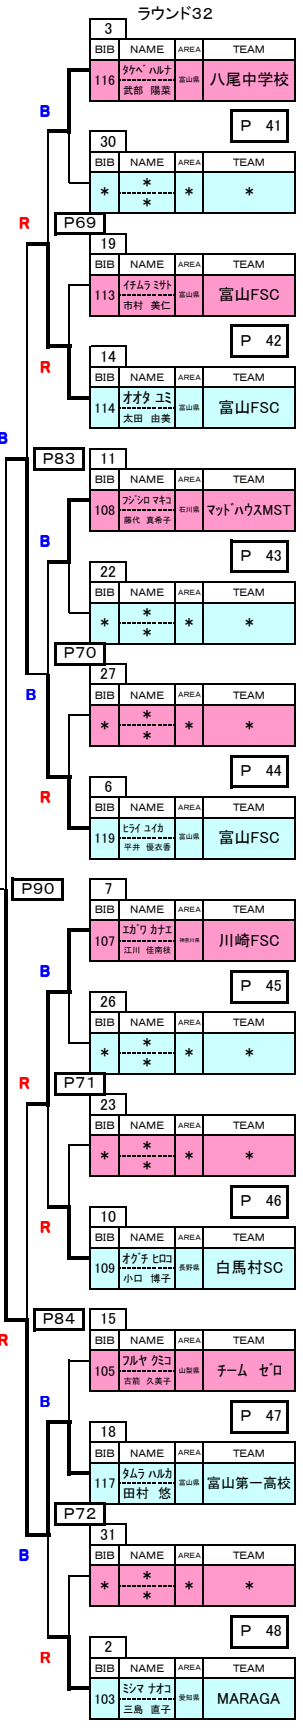 ラウンド32
3
BIB NAME AREA TEAM
116 タケベ ハルナ 武部 陽菜 富山県 八尾中学校
B
P 41
30
BIB NAME AREA TEAM
* * * * *
R
P69
19
BIB NAME AREA TEAM
113 イチムラ ミサト 市村 美仁 富山県 富山FSC
P 42
R
14
BIB NAME AREA TEAM
114 オオタ ユミ 太田 由美 富山県 富山FSC
B
P83
11
BIB NAME AREA TEAM
108 フジシロ マキコ 藤代 真希子 石川県 マッドハウスMST
B
P 43
22
BIB NAME AREA TEAM
* * * * *
P70
27
BIB NAME AREA TEAM
* * * * *
B
P 44
R
6
BIB NAME AREA TEAM
119 ヒライ ユイカ 平井 優衣香 富山県 富山FSC
P90
7
BIB NAME AREA TEAM
107 エガワ カナエ 江川 佳南枝 神奈川県 川崎FSC
B
P 45
26
BIB NAME AREA TEAM
* * * * *
R
P71
23
BIB NAME AREA TEAM
* * * * *
P 46
R
10
BIB NAME AREA TEAM
109 オグチ ヒロコ 小口 博子 長野県 白馬村SC
R
P84
15
BIB NAME AREA TEAM
105 フルヤ クミコ 古前 久美子 山梨県 チーム ゼロ
B
P 47
18
BIB NAME AREA TEAM
117 タムラ ハルカ 田村 悠 富山県 富山第一高校
P72
31
BIB NAME AREA TEAM
* * * * *
B
P 48
R
2
BIB NAME AREA TEAM
103 ミシマ ナオコ 三島 直子 愛知県 MARAGA